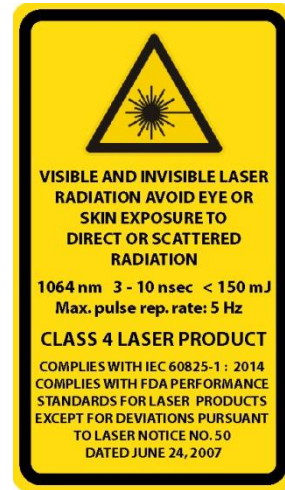 VISIBLE AND INVISIBLE LASER
RADIATION AVOID EYE OR
SKIN EXPOSURE TO
DIRECT OR SCATTERED
RADIATION
1064 nm 3 - 10 nsec < 150 mJ
Max. pulse rep. rate: 5 Hz
CLASS 4 LASER PRODUCT
COMPLIES WITH IEC 60825-1 : 2014
COMPLIES WITH FDA PERFORMANCE
STANDARDS FOR LASER PRODUCTS
EXCEPT FOR DEVIATIONS PURSUANT
TO LASER NOTICE NO. 50
DATED JUNE 24, 2007